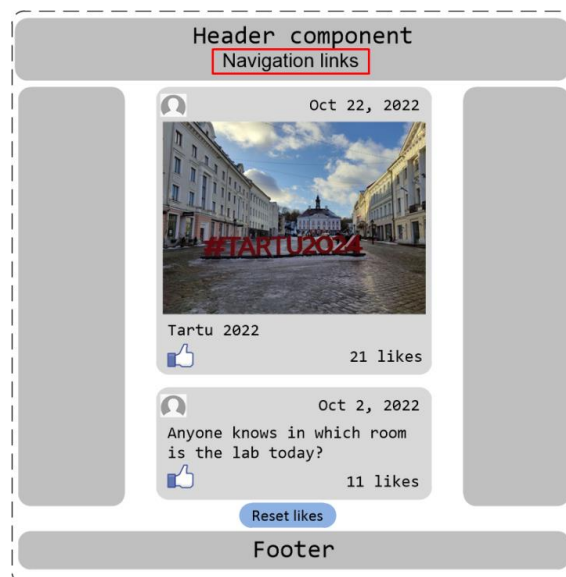 Header component
Navigation links
Oct 22, 2022
#TARTU2024
Tartu 2022
21 likes
Oct 2, 2022
Anyone knows in which room
is the lab today?
11 likes
Reset likes
Footer